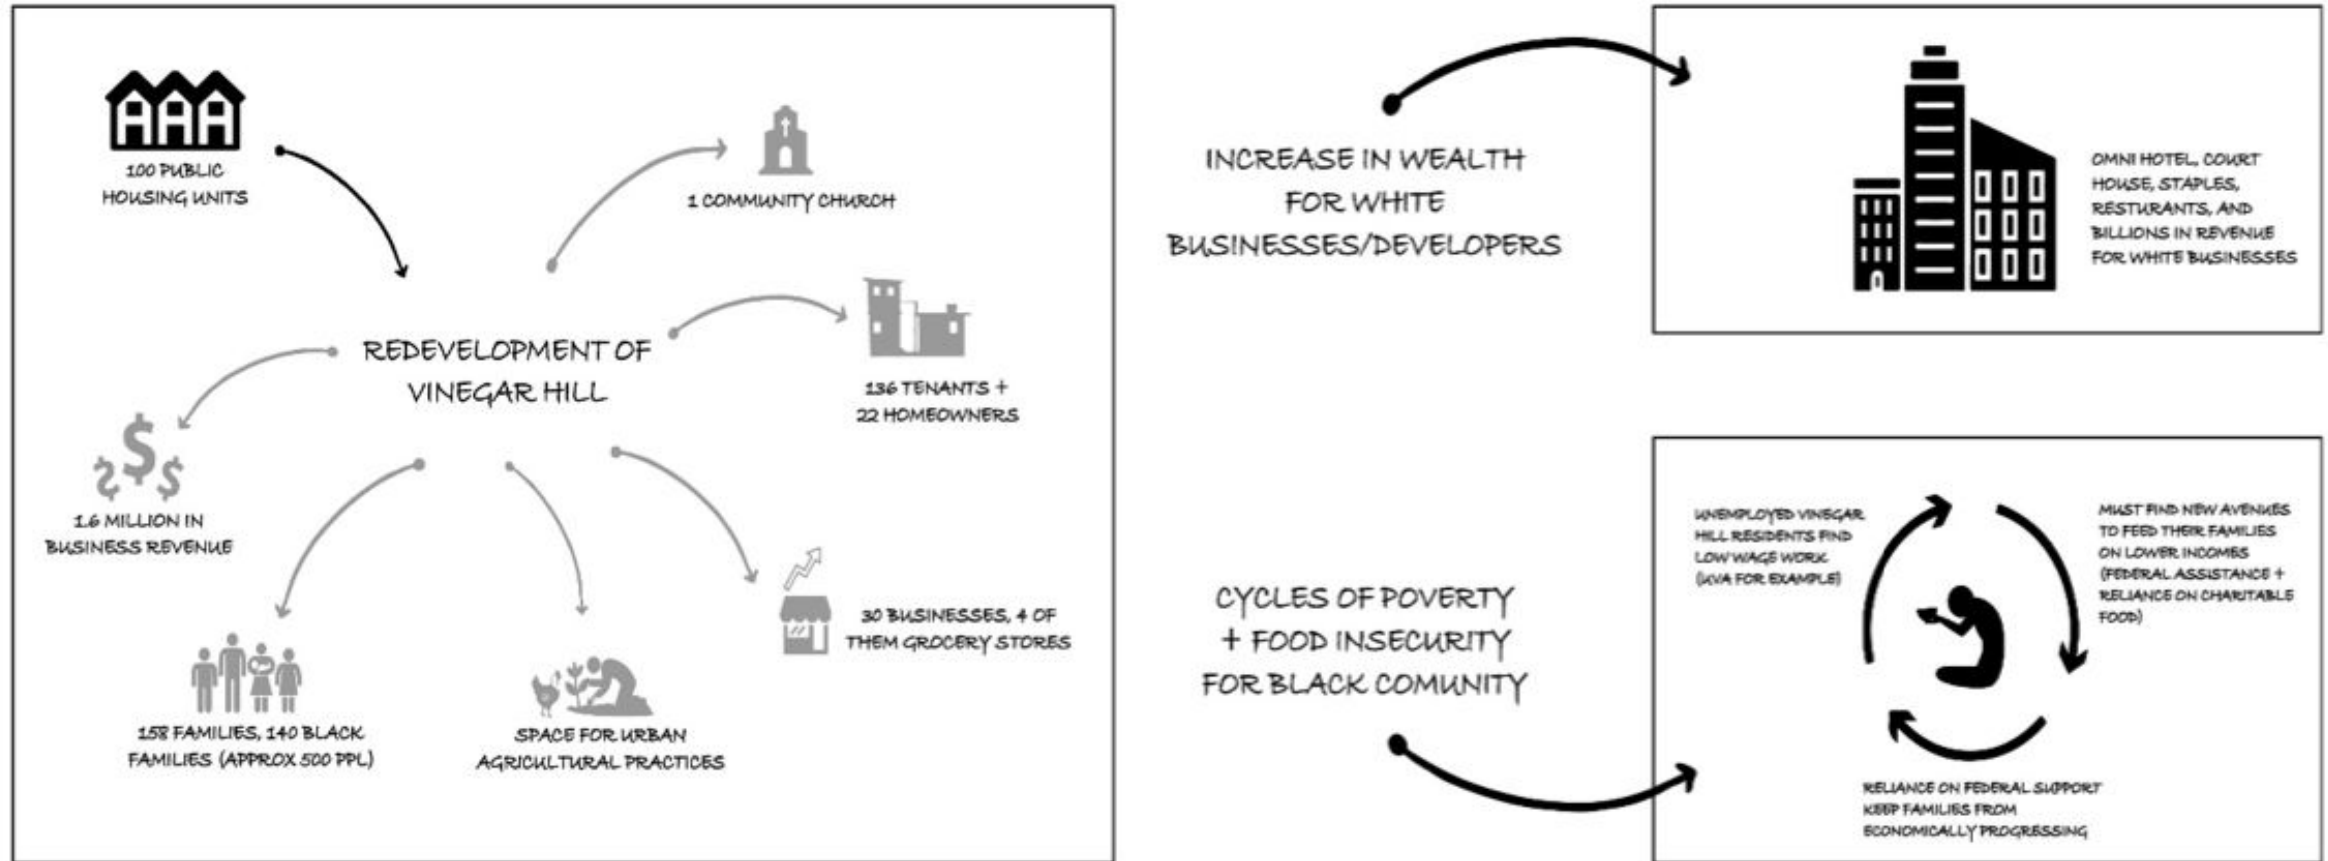 100 PUBLIC
HOUSING UNITS
1 COMMUNITY CHURCH
REDEVELOPMENT OF
VINEGAR HILL
136 TENANTS +
22 HOMEOWNERS
1.6 MILLION IN
BUSINESS REVENUE
30 BUSINESSES, 4 OF
THEM GROCERY STORES
158 FAMILIES, 140 BLACK
FAMILIES (APPROX 500 PPL)
SPACE FOR URBAN
AGRICULTURAL PRACTICES
INCREASE IN WEALTH
FOR WHITE
BUSINESSES/DEVELOPERS
OMNI HOTEL, COURT
HOUSE, STAPLES,
RESTURANTS, AND
BILLIONS IN REVENUE
FOR WHITE BUSINESSES
CYCLES OF POVERTY
+ FOOD INSECURITY
FOR BLACK COMUNITY
UNEMPLOYED VINEGAR
HILL RESIDENTS FIND
LOW WAGE WORK
(UVA FOR EXAMPLE)
MUST FIND NEW AVENUES
TO FEED THEIR FAMILIES
ON LOWER INCOMES
(FEDERAL ASSISTANCE +
RELIANCE ON CHARITABLE
FOOD)
RELIANCE ON FEDERAL SUPPORT
KEEP FAMILIES FROM
ECONOMICALLY PROGRESSING